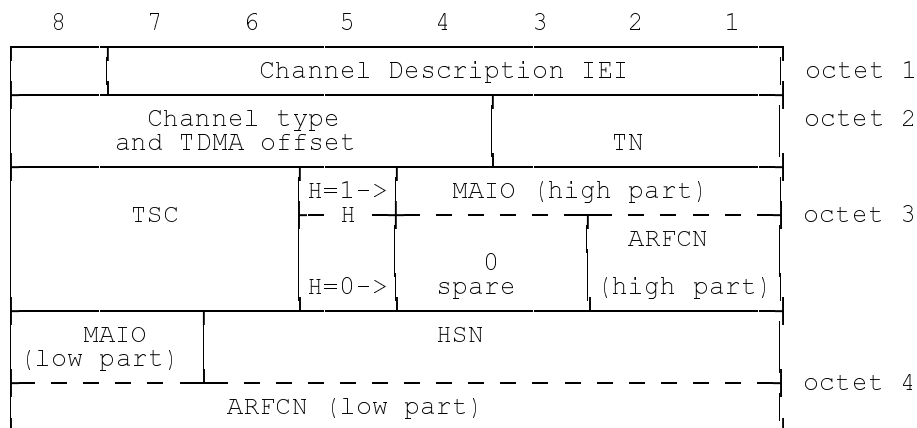 8 7 6 5 4 3 2 1
Channel Description IEI octet 1
Channel type octet 2
and TDMA offset TN
H=1-> MAIO (high part)
TSC H octet 3
ARFCN
0
H=0-> spare (high part)
MAIO HSN
(low part)
octet 4
ARFCN (low part)